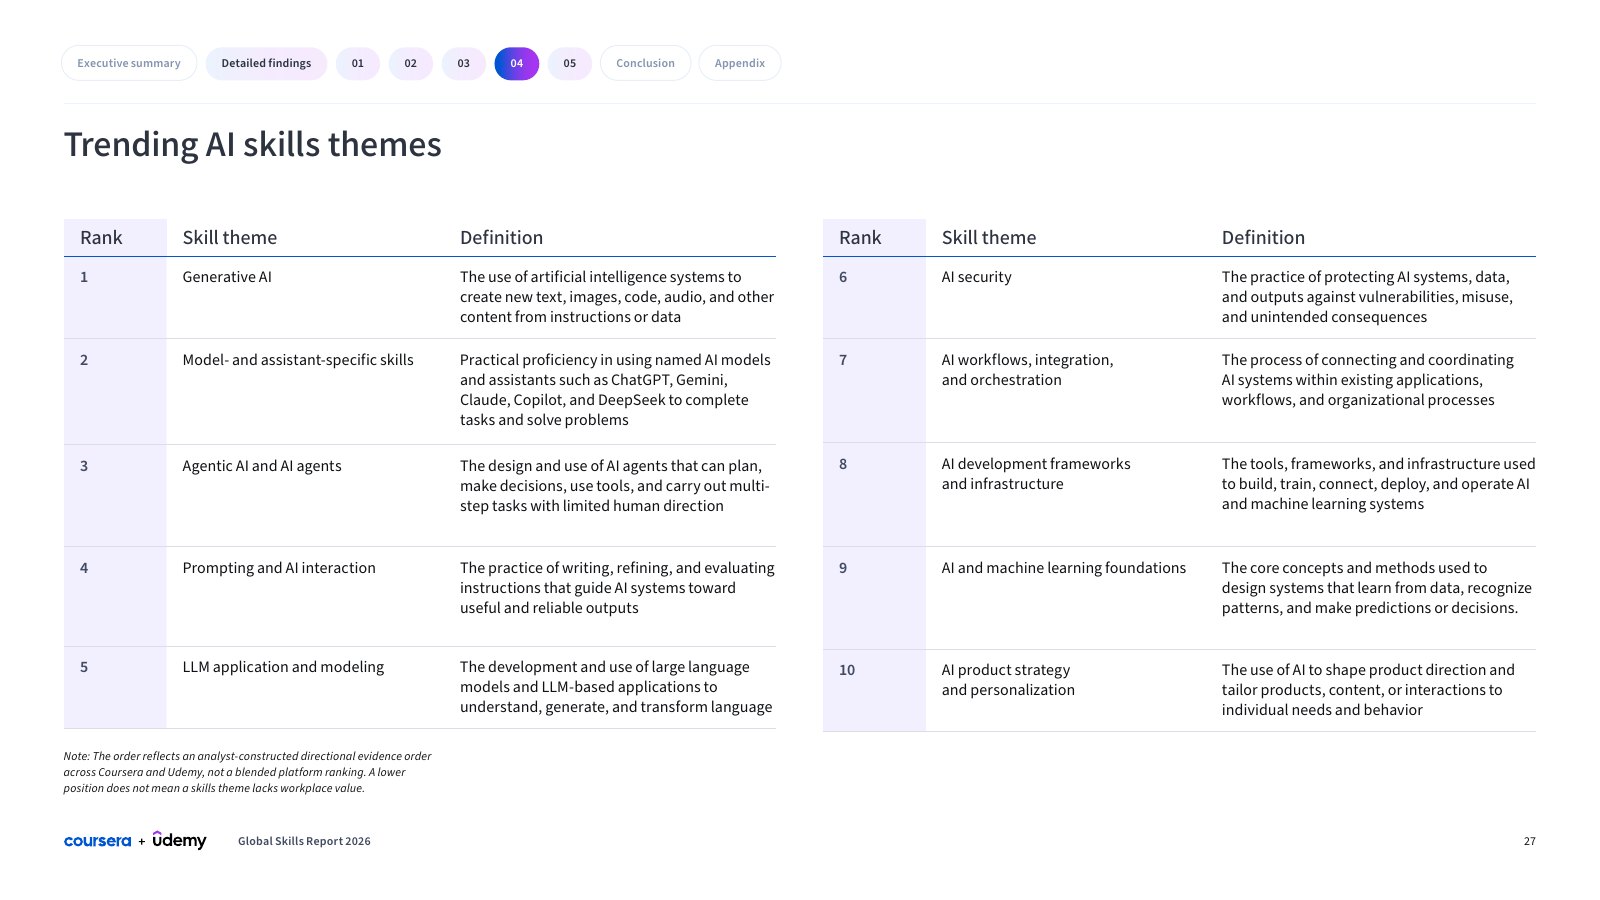 Executive summary
Detailed findings
01
02
03
04
05
Conclusion
Appendix
Trending AI skills themes
Rank
Skill theme
Definition
1
Generative AI
The use of artificial intelligence systems to
create new text, images, code, audio, and other
content from instructions or data
2
Model- and assistant-specific skills
Practical proficiency in using named AI models
and assistants such as ChatGPT, Gemini,
Claude, Copilot, and DeepSeek to complete
tasks and solve problems
3
Agentic AI and AI agents
The design and use of AI agents that can plan,
make decisions, use tools, and carry out multi-
step tasks with limited human direction
4
Prompting and AI interaction
The practice of writing, refining, and evaluating
instructions that guide AI systems toward
useful and reliable outputs
5
LLM application and modeling
The development and use of large language
models and LLM-based applications to
understand, generate, and transform language
Rank
Skill theme
Definition
6
AI security
The practice of protecting AI systems, data,
and outputs against vulnerabilities, misuse,
and unintended consequences
7
AI workflows, integration,
and orchestration
The process of connecting and coordinating
AI systems within existing applications,
workflows, and organizational processes
8
AI development frameworks
and infrastructure
The tools, frameworks, and infrastructure used
to build, train, connect, deploy, and operate AI
and machine learning systems
9
AI and machine learning foundations
The core concepts and methods used to
design systems that learn from data, recognize
patterns, and make predictions or decisions.
10
AI product strategy
and personalization
The use of AI to shape product direction and
tailor products, content, or interactions to
individual needs and behavior
Note: The order reflects an analyst-constructed directional evidence order
across Coursera and Udemy, not a blended platform ranking. A lower
position does not mean a skills theme lacks workplace value.
coursera + udemy
Global Skills Report 2026
27